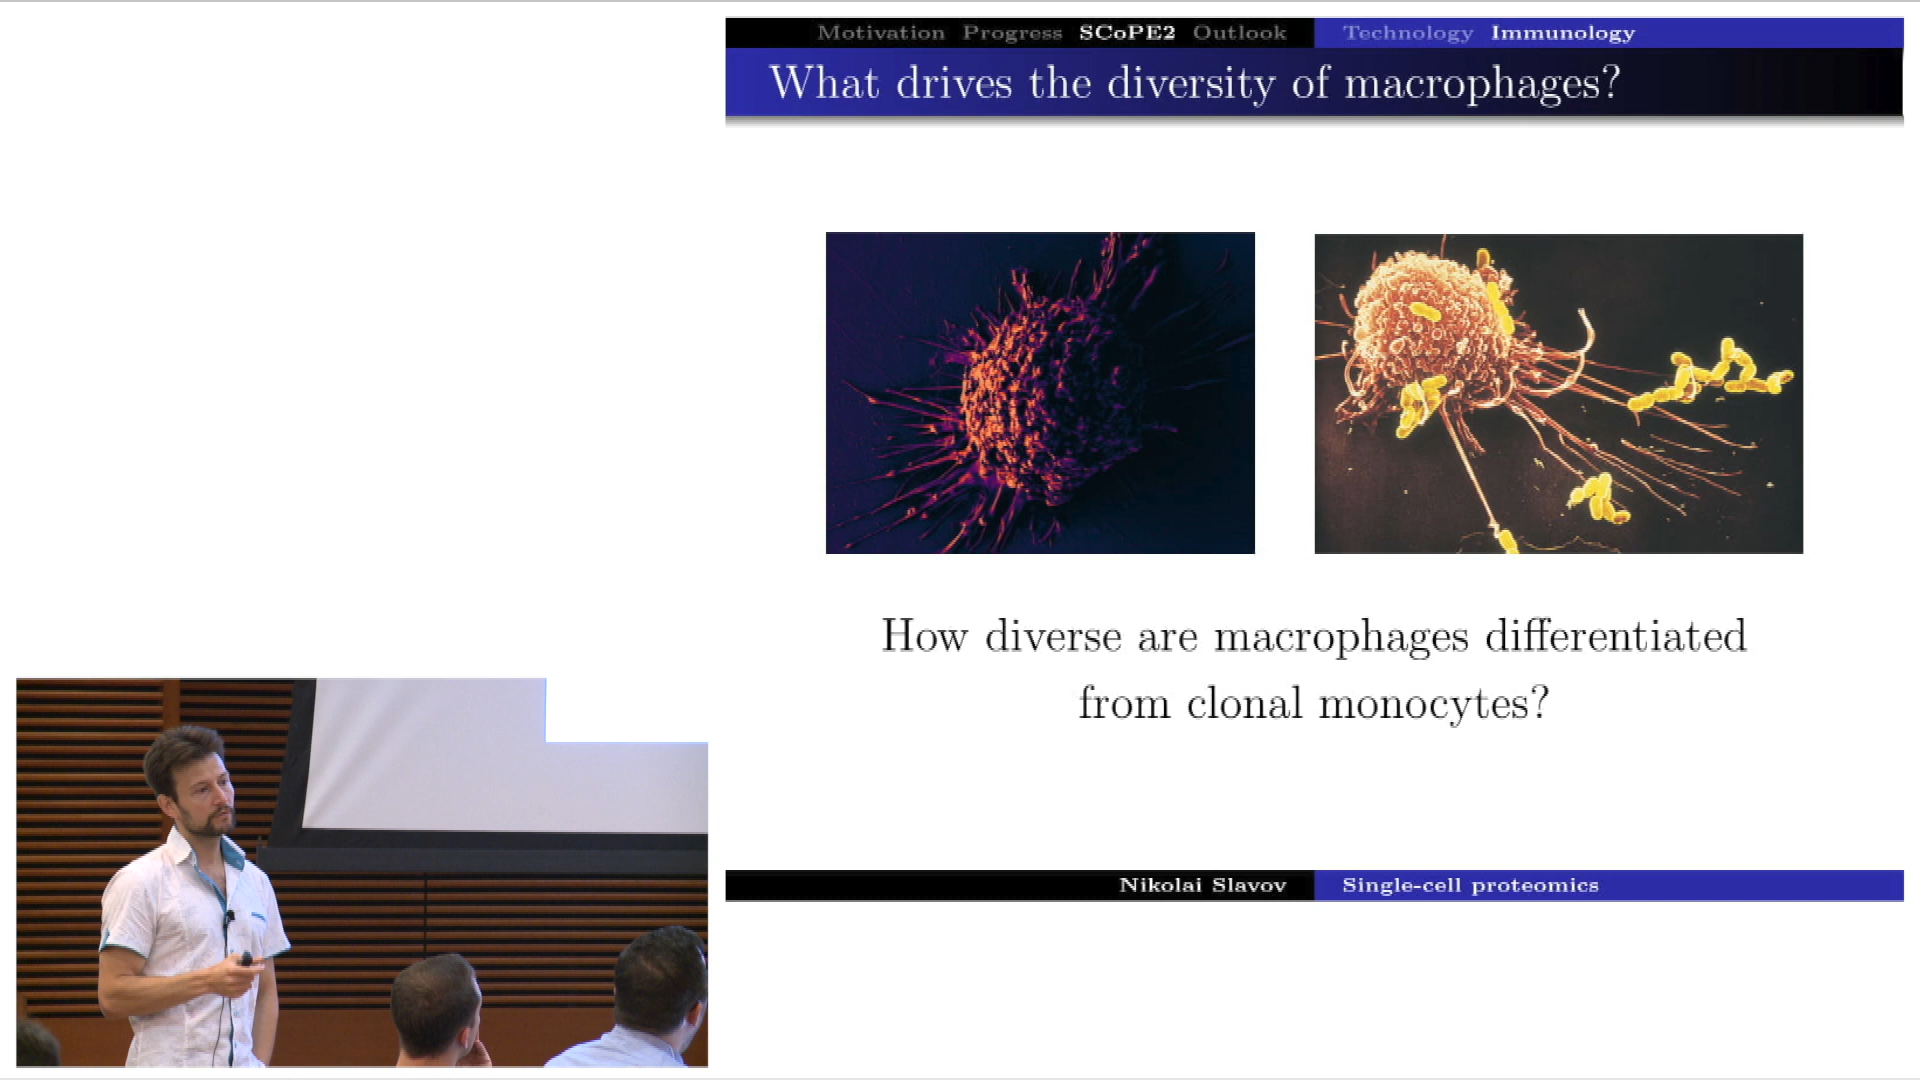 Motivation Progress SCoPE2 Outlook Technology Immunology
What drives the diversity of macrophages?
How diverse are macrophages differentiated
from clonal monocytes?
Nikolai Slavov Single-cell proteomics